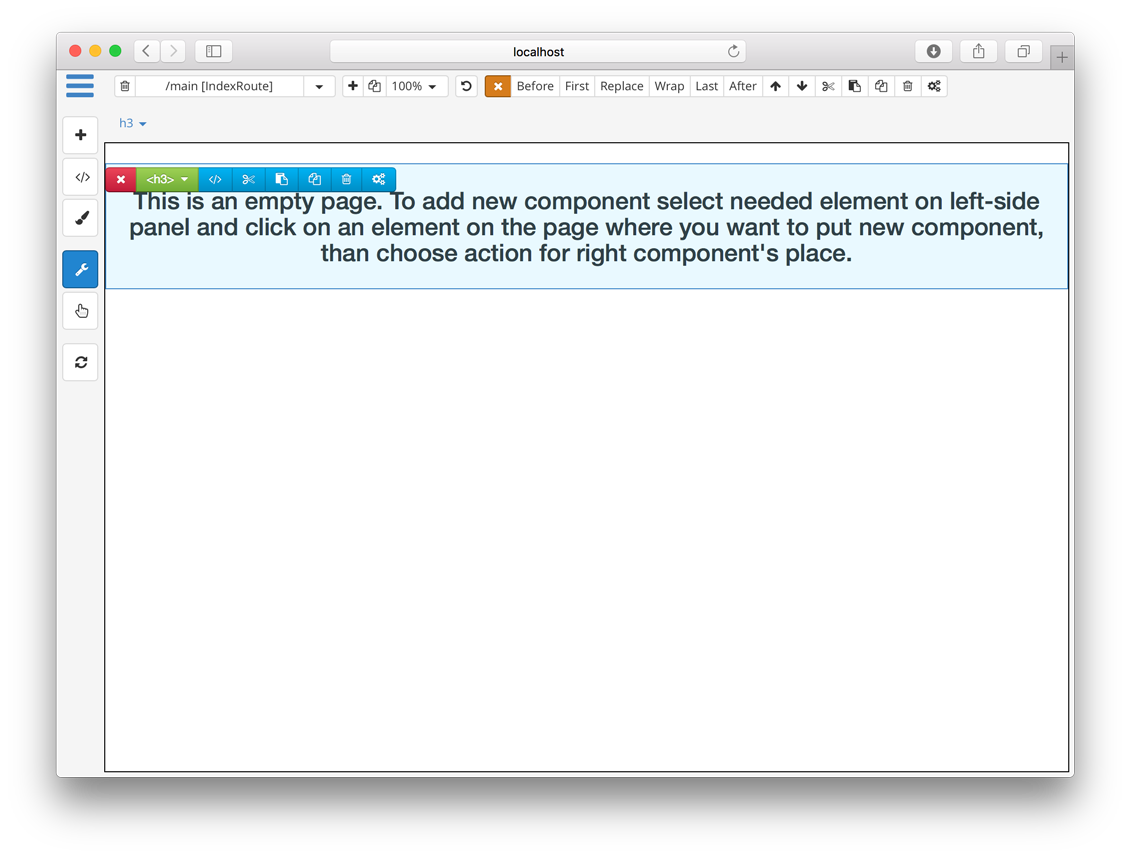 localhost
/main [IndexRoute] 100% Before First Replace Wrap Last After
h3
<h3>
This is an empty page. To add new component select needed element on left-side
panel and click on an element on the page where you want to put new component,
than choose action for right component's place.